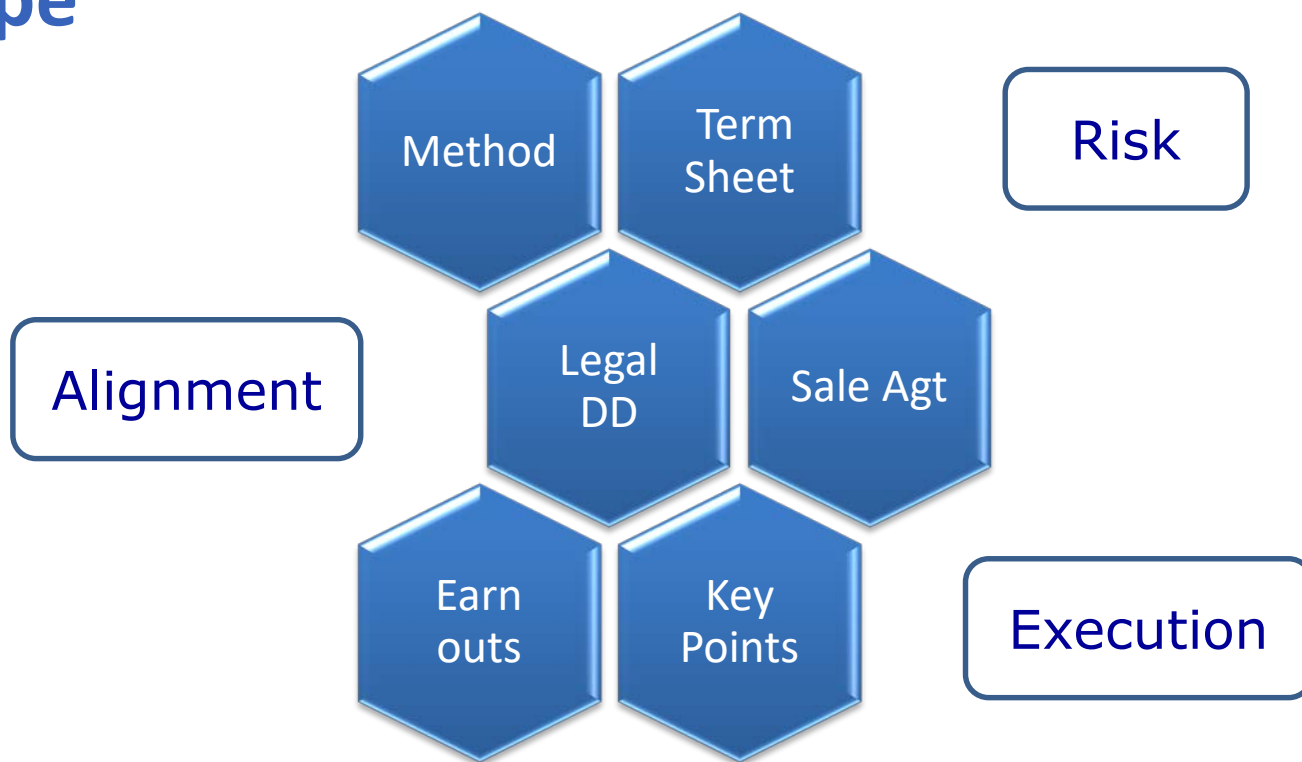 pe
Method
Term
Sheet
Risk
Alignment
Legal
DD
Sale Agt
Earn
outs
Key
Points
Execution